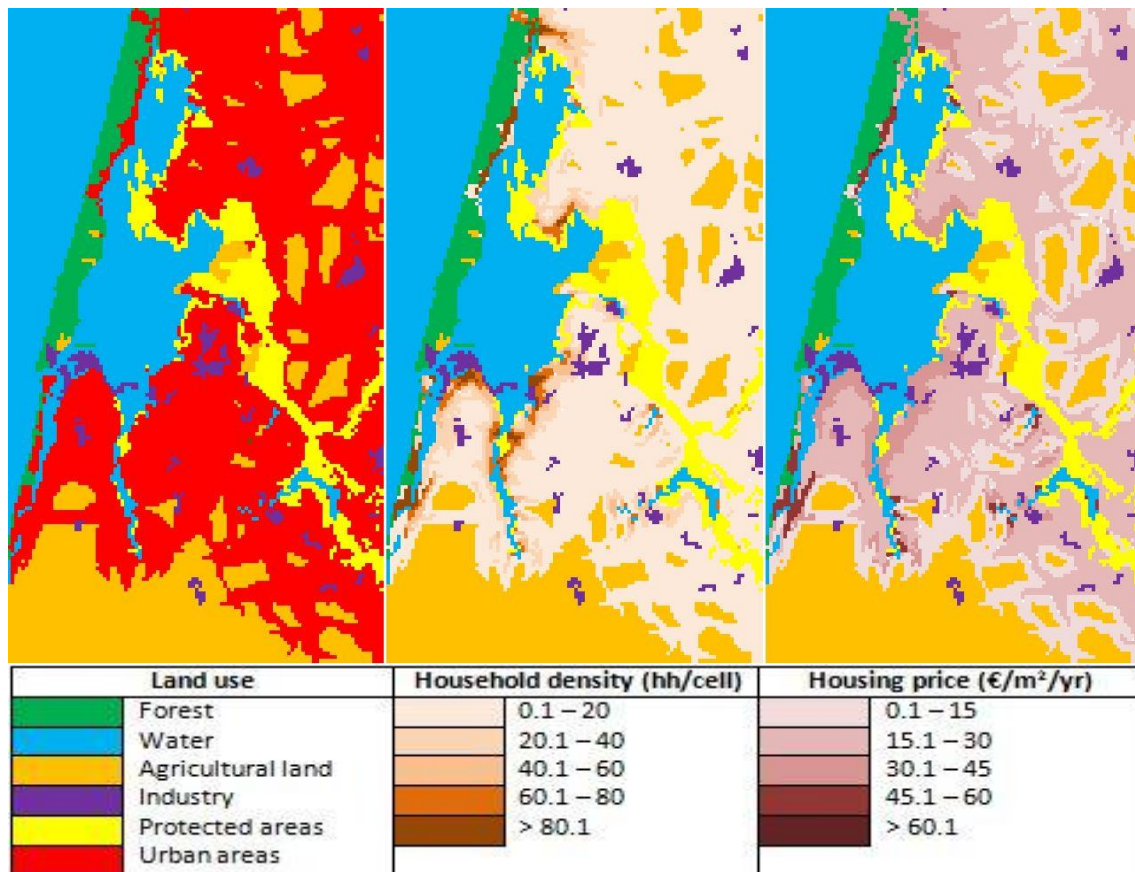 Land use Household density (hh/cell) Housing price (€/m²/yr)
Forest 0.1 – 20 0.1 – 15
Water 20.1 – 40 15.1 – 30
Agricultural land 40.1 – 60 30.1 – 45
Industry 60.1 – 80 45.1 – 60
Protected areas > 80.1 > 60.1
Urban areas